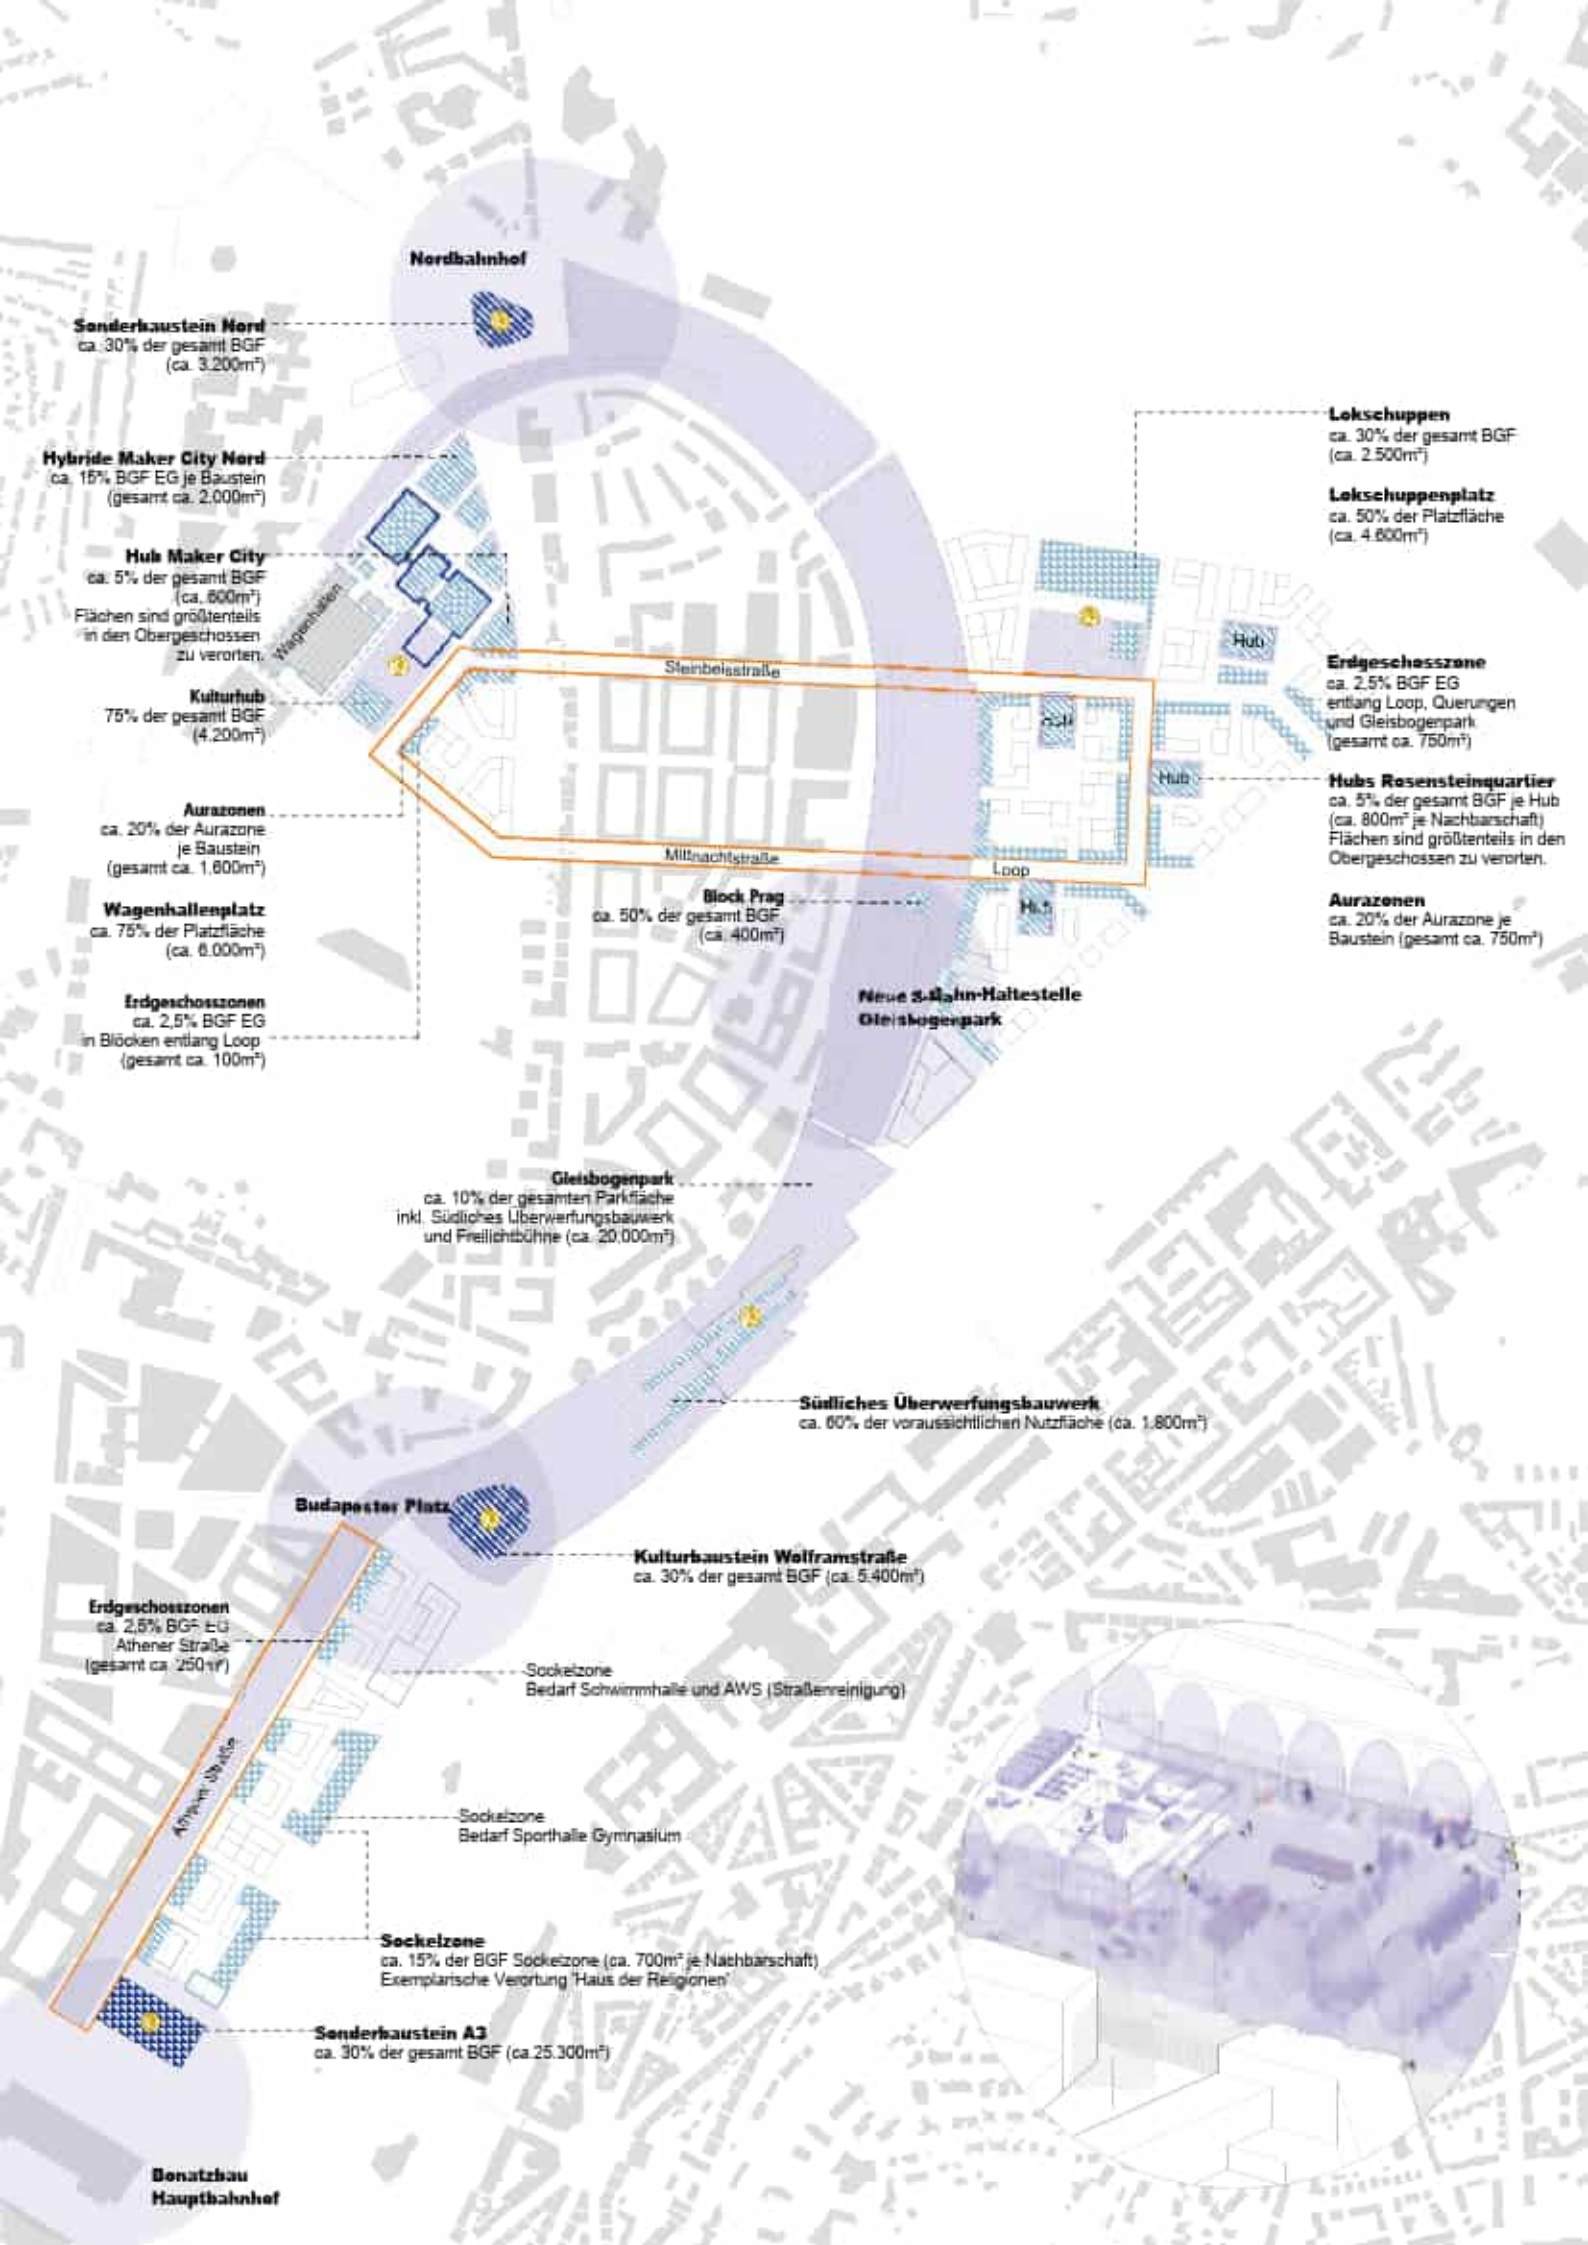 Nordbahnhof
Sonderbaustein Nord
ca. 30% der gesamt BGF
(ca. 3.200m²)
Hybride Maker City Nord
ca. 15% BGF EG je Baustein
(gesamt ca. 2.000m²)
Hub Maker City
ca. 5% der gesamt BGF
(ca. 600m²)
Flächen sind größtenteils
in den Obergeschossen
zu verorten.
Kulturhub
75% der gesamt BGF
(4.200m²)
Aurazonen
ca. 20% der Aurazone
je Baustein
(gesamt ca. 1.600m²)
Wagenhallenplatz
ca. 75% der Platzfläche
(ca. 6.000m²)
Erdgeschosszonen
ca. 2,5% BGF EG
in Blöcken entlang Loop
(gesamt ca. 100m²)
Wagenhallen
Steinbeisstraße
Mittnachtstraße
Loop
Lokschuppen
ca. 30% der gesamt BGF
(ca. 2.500m²)
Lokschuppenplatz
ca. 50% der Platzfläche
(ca. 4.600m²)
Hub
Hub
Hub
Hub
Erdgeschosszone
ca. 2,5% BGF EG
entlang Loop, Querungen
und Gleisbogenpark
(gesamt ca. 750m²)
Hubs Rosensteinquartier
ca. 5% der gesamt BGF je Hub
(ca. 800m² je Nachbarschaft)
Flächen sind größtenteils in den
Obergeschossen zu verorten.
Aurazonen
ca. 20% der Aurazone je
Baustein (gesamt ca. 750m²)
Block Prag
ca. 50% der gesamt BGF
(ca. 400m²)
Neue S-Bahn-Haltestelle
Gleisbogenpark
Gleisbogenpark
ca. 10% der gesamten Parkfläche
inkl. Südliches Überwerfungsbauwerk
und Freilichtbühne (ca. 20.000m²)
Südliches Überwerfungsbauwerk
ca. 60% der voraussichtlichen Nutzfläche (ca. 1.800m²)
Budapester Platz
Kulturbaustein Wolframstraße
ca. 30% der gesamt BGF (ca. 5.400m²)
Erdgeschosszonen
ca. 2,5% BGF EG
Athener Straße
(gesamt ca. 250m²)
Sockelzone
Bedarf Schwimmhalle und AWS (Straßenreinigung)
Athener Straße
Sockelzone
Bedarf Sporthalle Gymnasium
Sockelzone
ca. 15% der BGF Sockelzone (ca. 700m² je Nachbarschaft)
Exemplarische Verortung "Haus der Religionen"
Sonderbaustein A3
ca. 30% der gesamt BGF (ca.25.300m²)
Bonatzbau
Hauptbahnhof